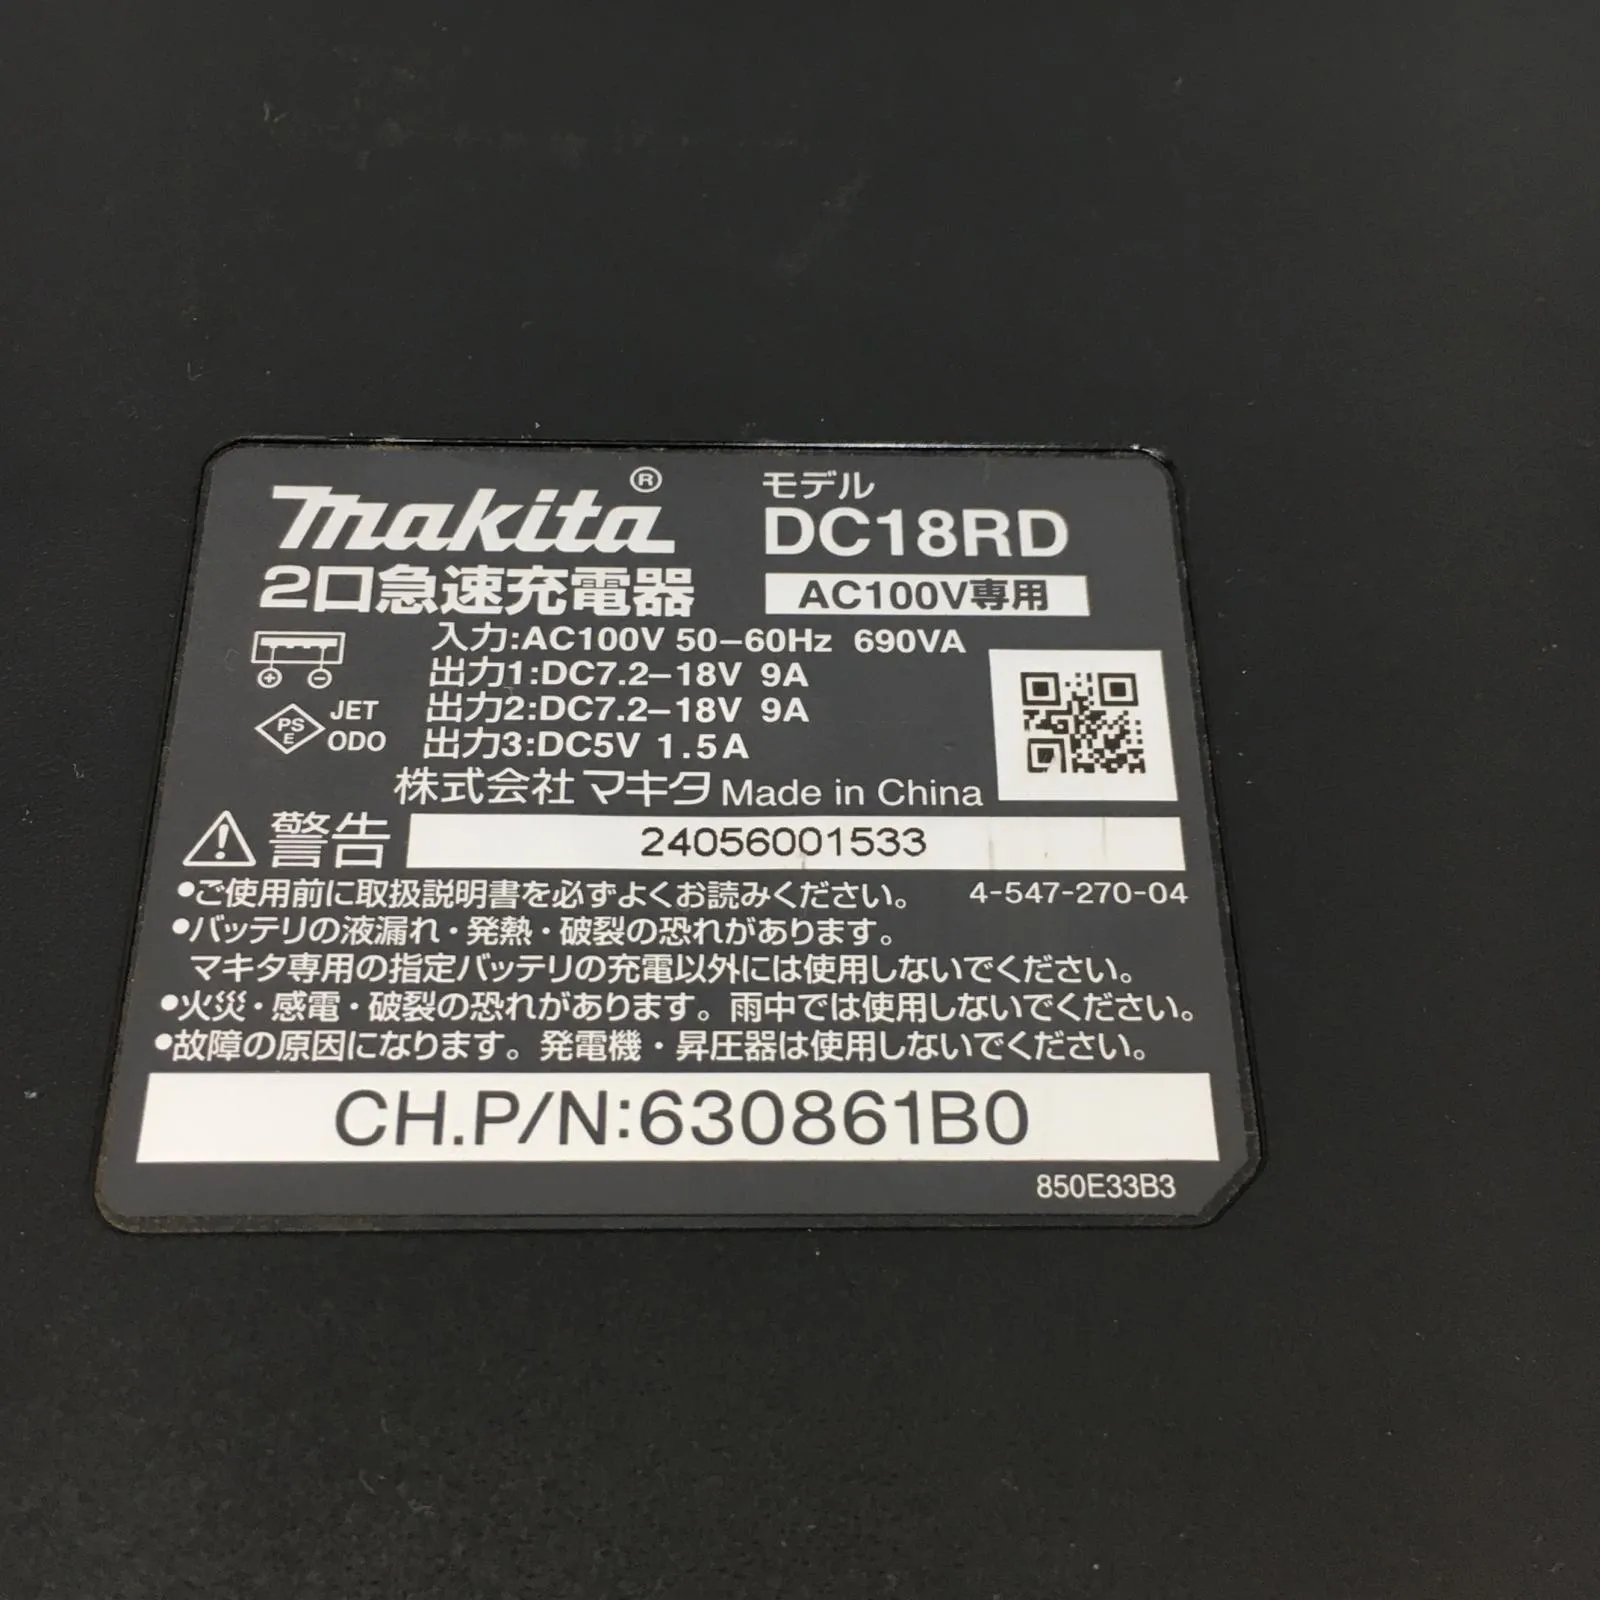 makita®
モデル
DC18RD
2口急速充電器
AC100V専用
入力:AC100V 50–60Hz 690VA
出力1:DC7.2–18V 9A
出力2:DC7.2–18V 9A
出力3:DC5V 1.5A
PS
E
JET
ODO
株式会社マキタ Made in China
警告
24056001533
•ご使用前に取扱説明書を必ずよくお読みください。 4-547-270-04
•バッテリの液漏れ・発熱・破裂の恐れがあります。
マキタ専用の指定バッテリの充電以外には使用しないでください。
•火災・感電・破裂の恐れがあります。雨中では使用しないでください。
•故障の原因になります。発電機・昇圧器は使用しないでください。
CH.P/N:630861B0
850E33B3